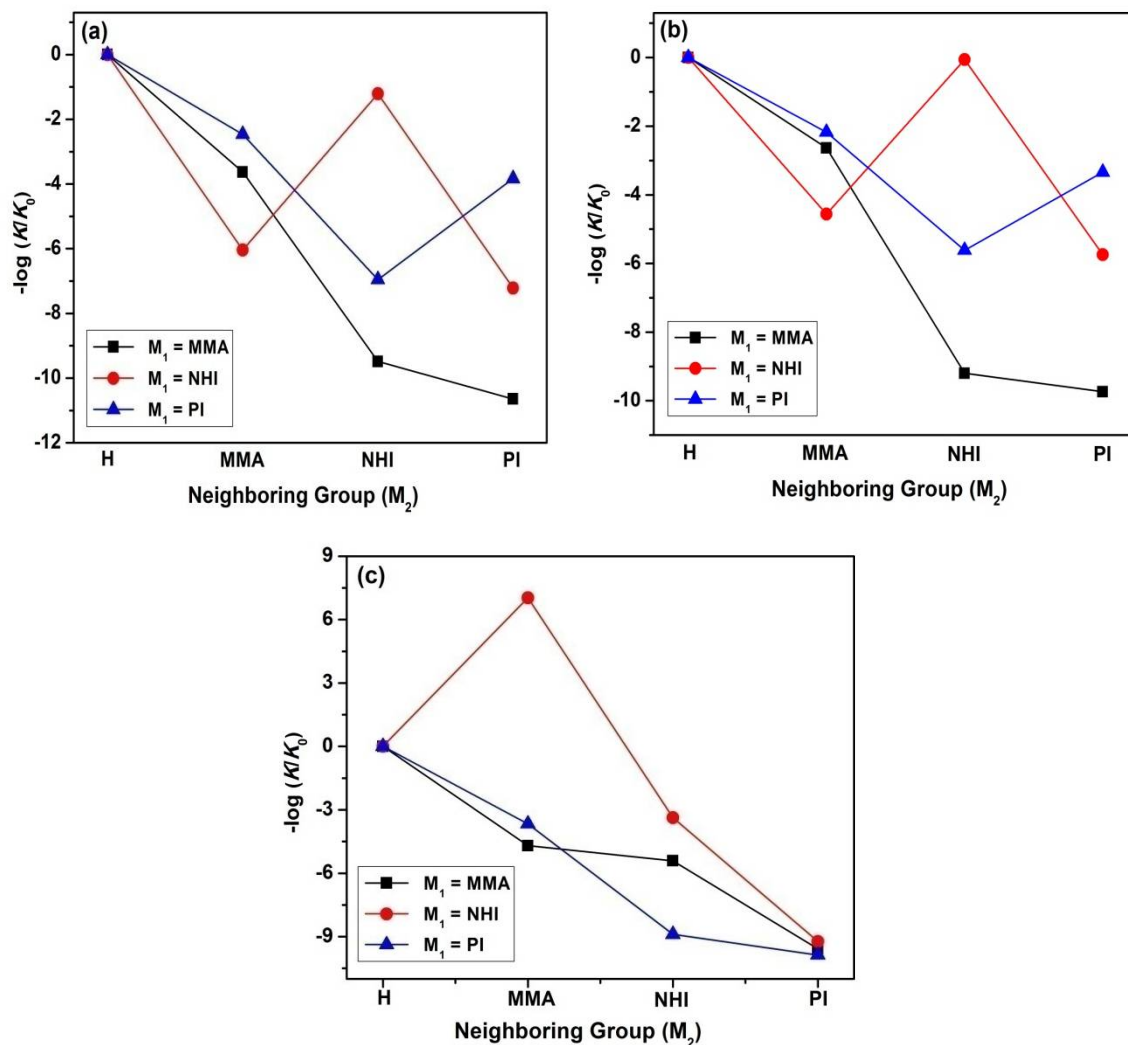 (a)
-log (K/K₀)
0
-2
-4
-6
-8
-10
-12
M₁ = MMA
M₁ = NHI
M₁ = PI
H MMA NHI PI
Neighboring Group (M₂)
(b)
-log (K/K₀)
0
-2
-4
-6
-8
-10
M₁ = MMA
M₁ = NHI
M₁ = PI
H MMA NHI PI
Neighboring Group (M₂)
(c)
-log (K/K₀)
9
6
3
0
-3
-6
-9
M₁ = MMA
M₁ = NHI
M₁ = PI
H MMA NHI PI
Neighboring Group (M₂)